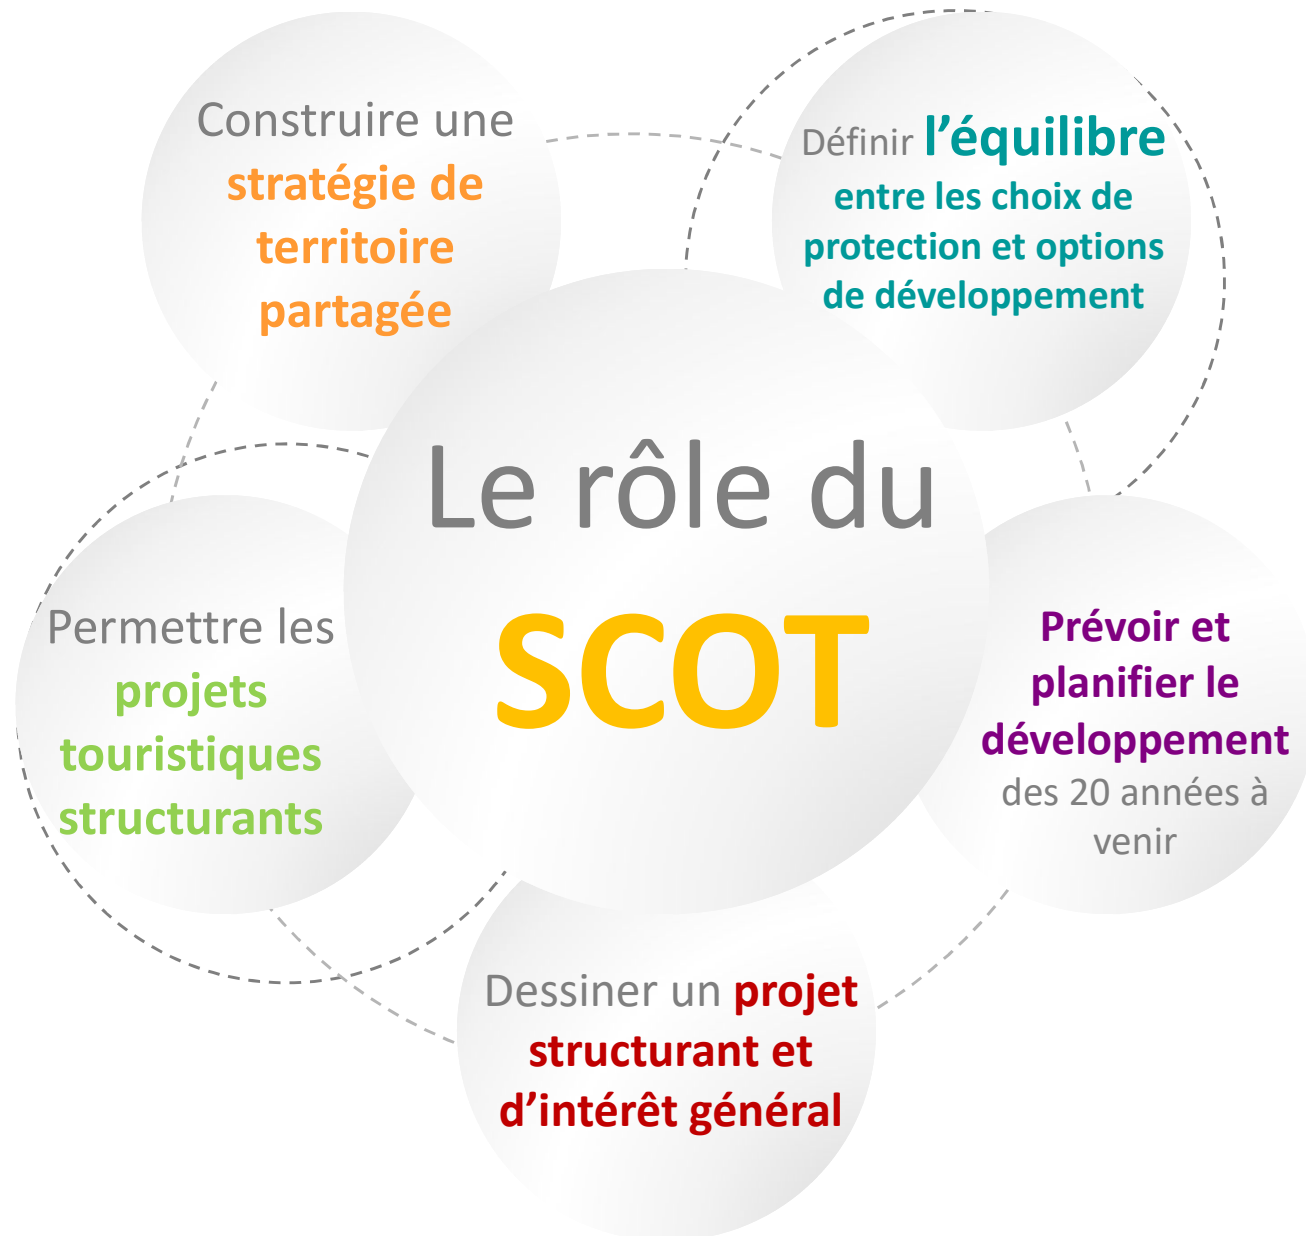 Construire une
stratégie de
territoire
partagée
Définir l’équilibre
entre les choix de
protection et options
de développement
Le rôle du
SCOT
Permettre les
projets
touristiques
structurants
Prévoir et
planifier le
développement
des 20 années à
venir
Dessiner un projet
structurant et
d’intérêt général